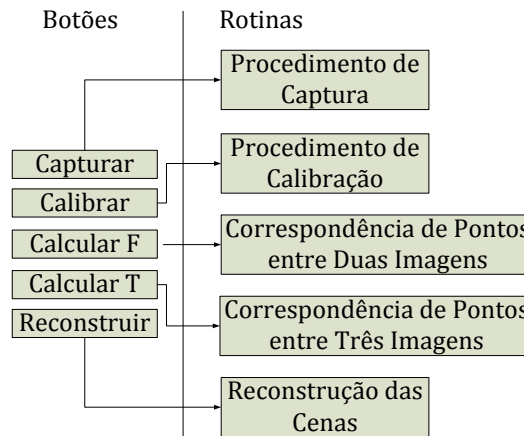 Botões
Rotinas
Procedimento de
Captura
Capturar
Procedimento de
Calibração
Calibrar
Calcular F
Correspondência de Pontos
entre Duas Imagens
Calcular T
Correspondência de Pontos
entre Três Imagens
Reconstruir
Reconstrução das
Cenas